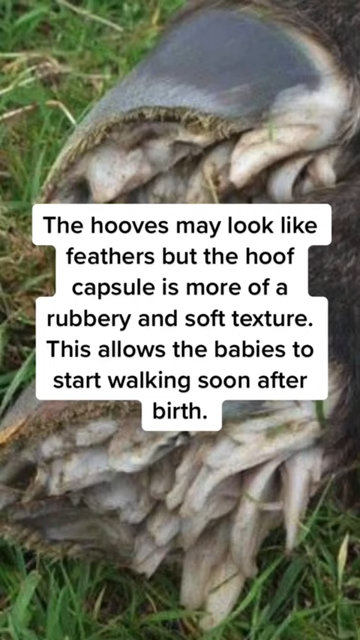 The hooves may look like
feathers but the hoof
capsule is more of a
rubbery and soft texture.
This allows the babies to
start walking soon after
birth.